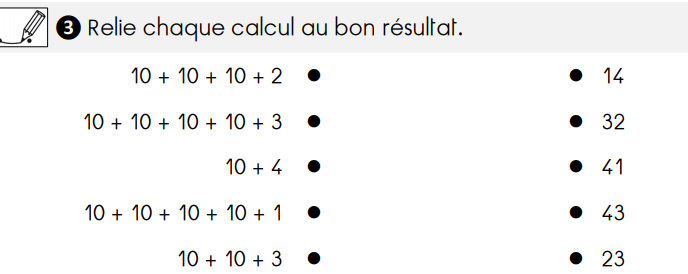 3 Relie chaque calcul au bon résultat.
10 + 10 + 10 + 2 ● ● 14
10 + 10 + 10 + 10 + 3 ● ● 32
10 + 4 ● ● 41
10 + 10 + 10 + 10 + 1 ● ● 43
10 + 10 + 3 ● ● 23